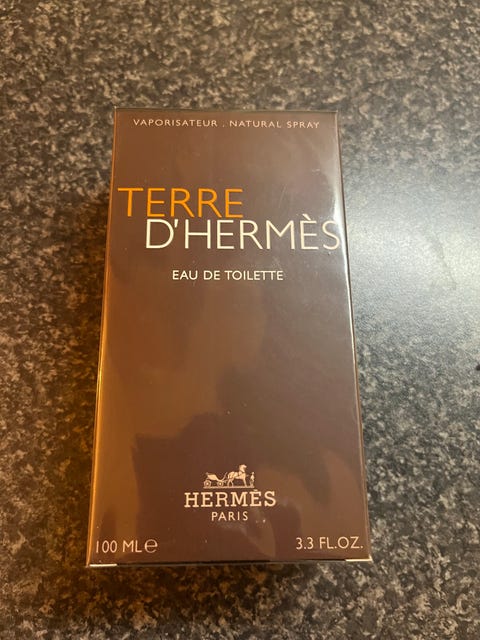 VAPORISATEUR . NATURAL SPRAY
TERRE
D'HERMÈS
EAU DE TOILETTE
HERMÈS
PARIS
100 ML℮
3.3 FL.OZ.